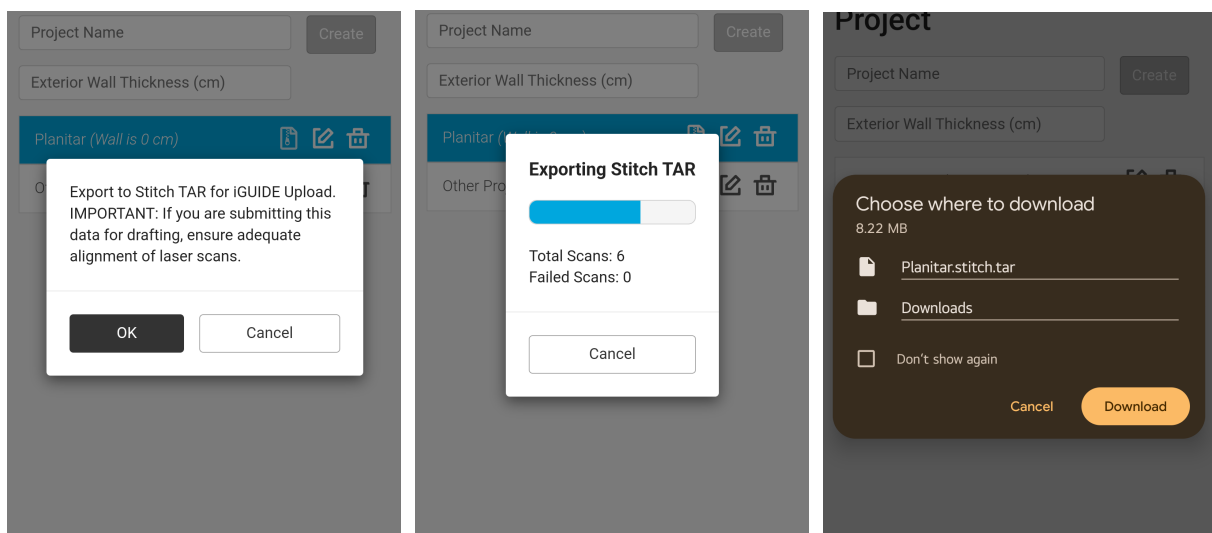 Project Name
Create
Exterior Wall Thickness (cm)
Planitar (Wall is 0 cm)
O
Export to Stitch TAR for iGUIDE Upload.
IMPORTANT: If you are submitting this
data for drafting, ensure adequate
alignment of laser scans.
OK
Cancel
Project Name
Create
Exterior Wall Thickness (cm)
Planitar
Other Pro
Exporting Stitch TAR
Total Scans: 6
Failed Scans: 0
Cancel
Project
Project Name
Create
Exterior Wall Thickness (cm)
Choose where to download
8.22 MB
Planitar.stitch.tar
Downloads
Don't show again
Cancel
Download